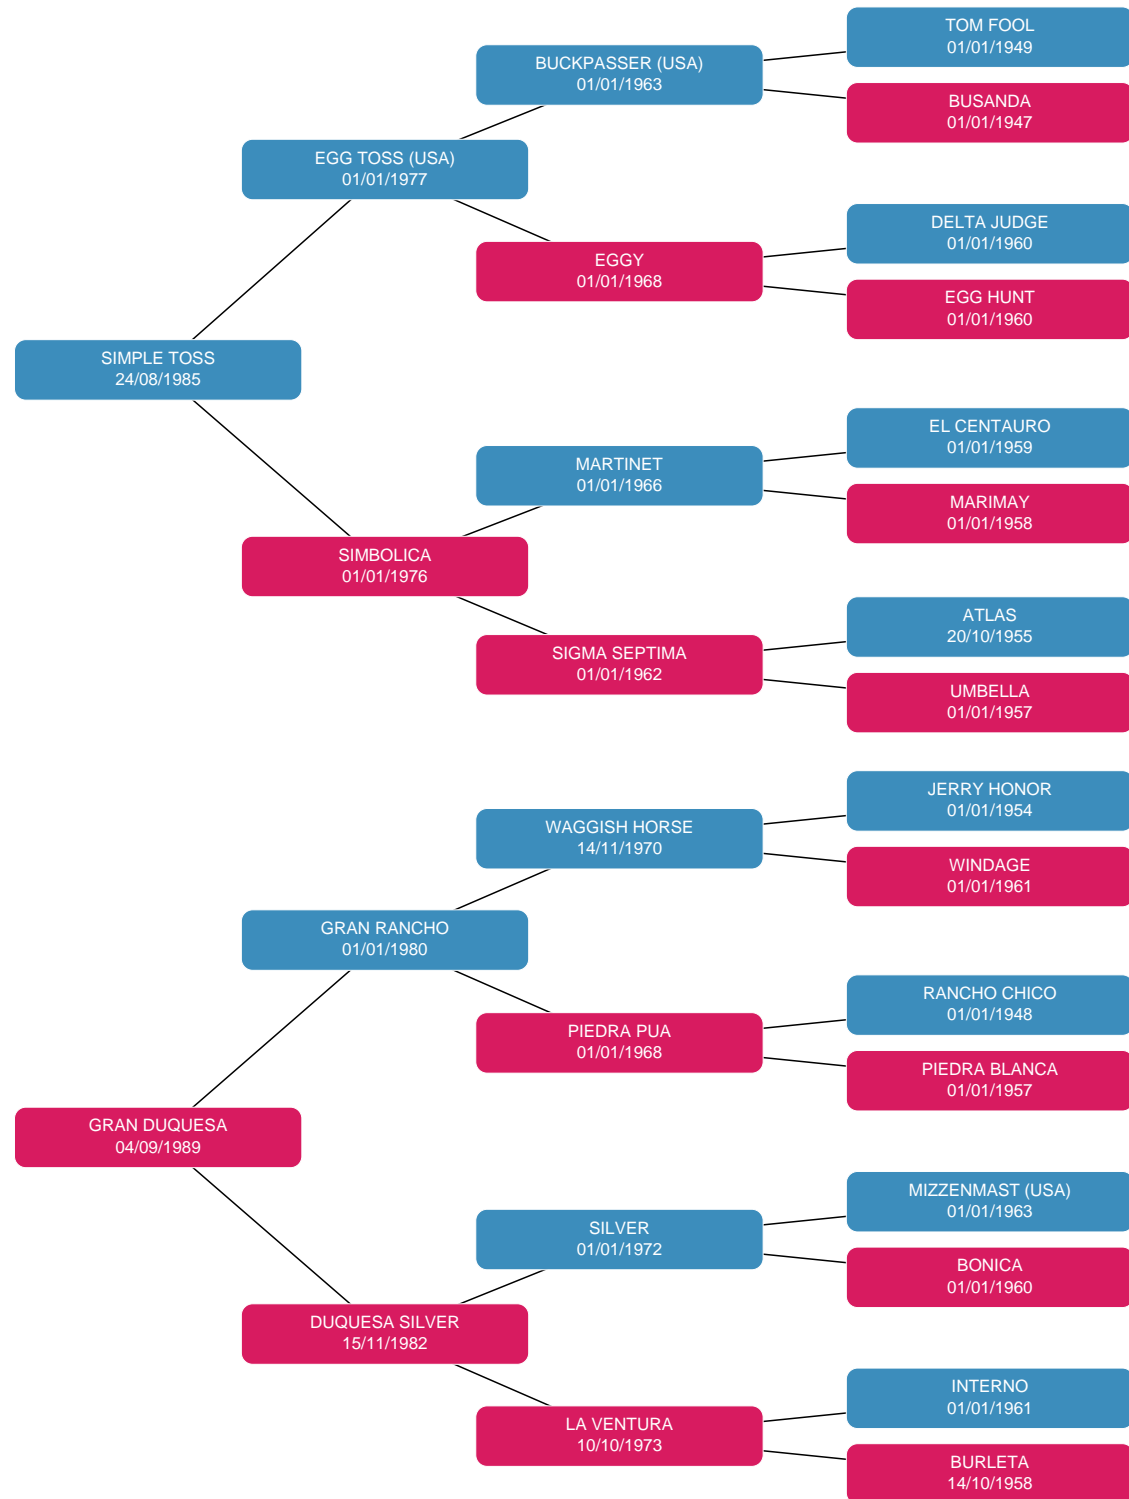 TOM FOOL
01/01/1949
BUCKPASSER (USA)
01/01/1963
BUSANDA
01/01/1947
EGG TOSS (USA)
01/01/1977
DELTA JUDGE
01/01/1960
EGGY
01/01/1968
EGG HUNT
01/01/1960
SIMPLE TOSS
24/08/1985
EL CENTAURO
01/01/1959
MARTINET
01/01/1966
MARIMAY
01/01/1958
SIMBOLICA
01/01/1976
ATLAS
20/10/1955
SIGMA SEPTIMA
01/01/1962
UMBELLA
01/01/1957
JERRY HONOR
01/01/1954
WAGGISH HORSE
14/11/1970
WINDAGE
01/01/1961
GRAN RANCHO
01/01/1980
RANCHO CHICO
01/01/1948
PIEDRA PUA
01/01/1968
PIEDRA BLANCA
01/01/1957
GRAN DUQUESA
04/09/1989
MIZZENMAST (USA)
01/01/1963
SILVER
01/01/1972
BONICA
01/01/1960
DUQUESA SILVER
15/11/1982
INTERNO
01/01/1961
LA VENTURA
10/10/1973
BURLETA
14/10/1958